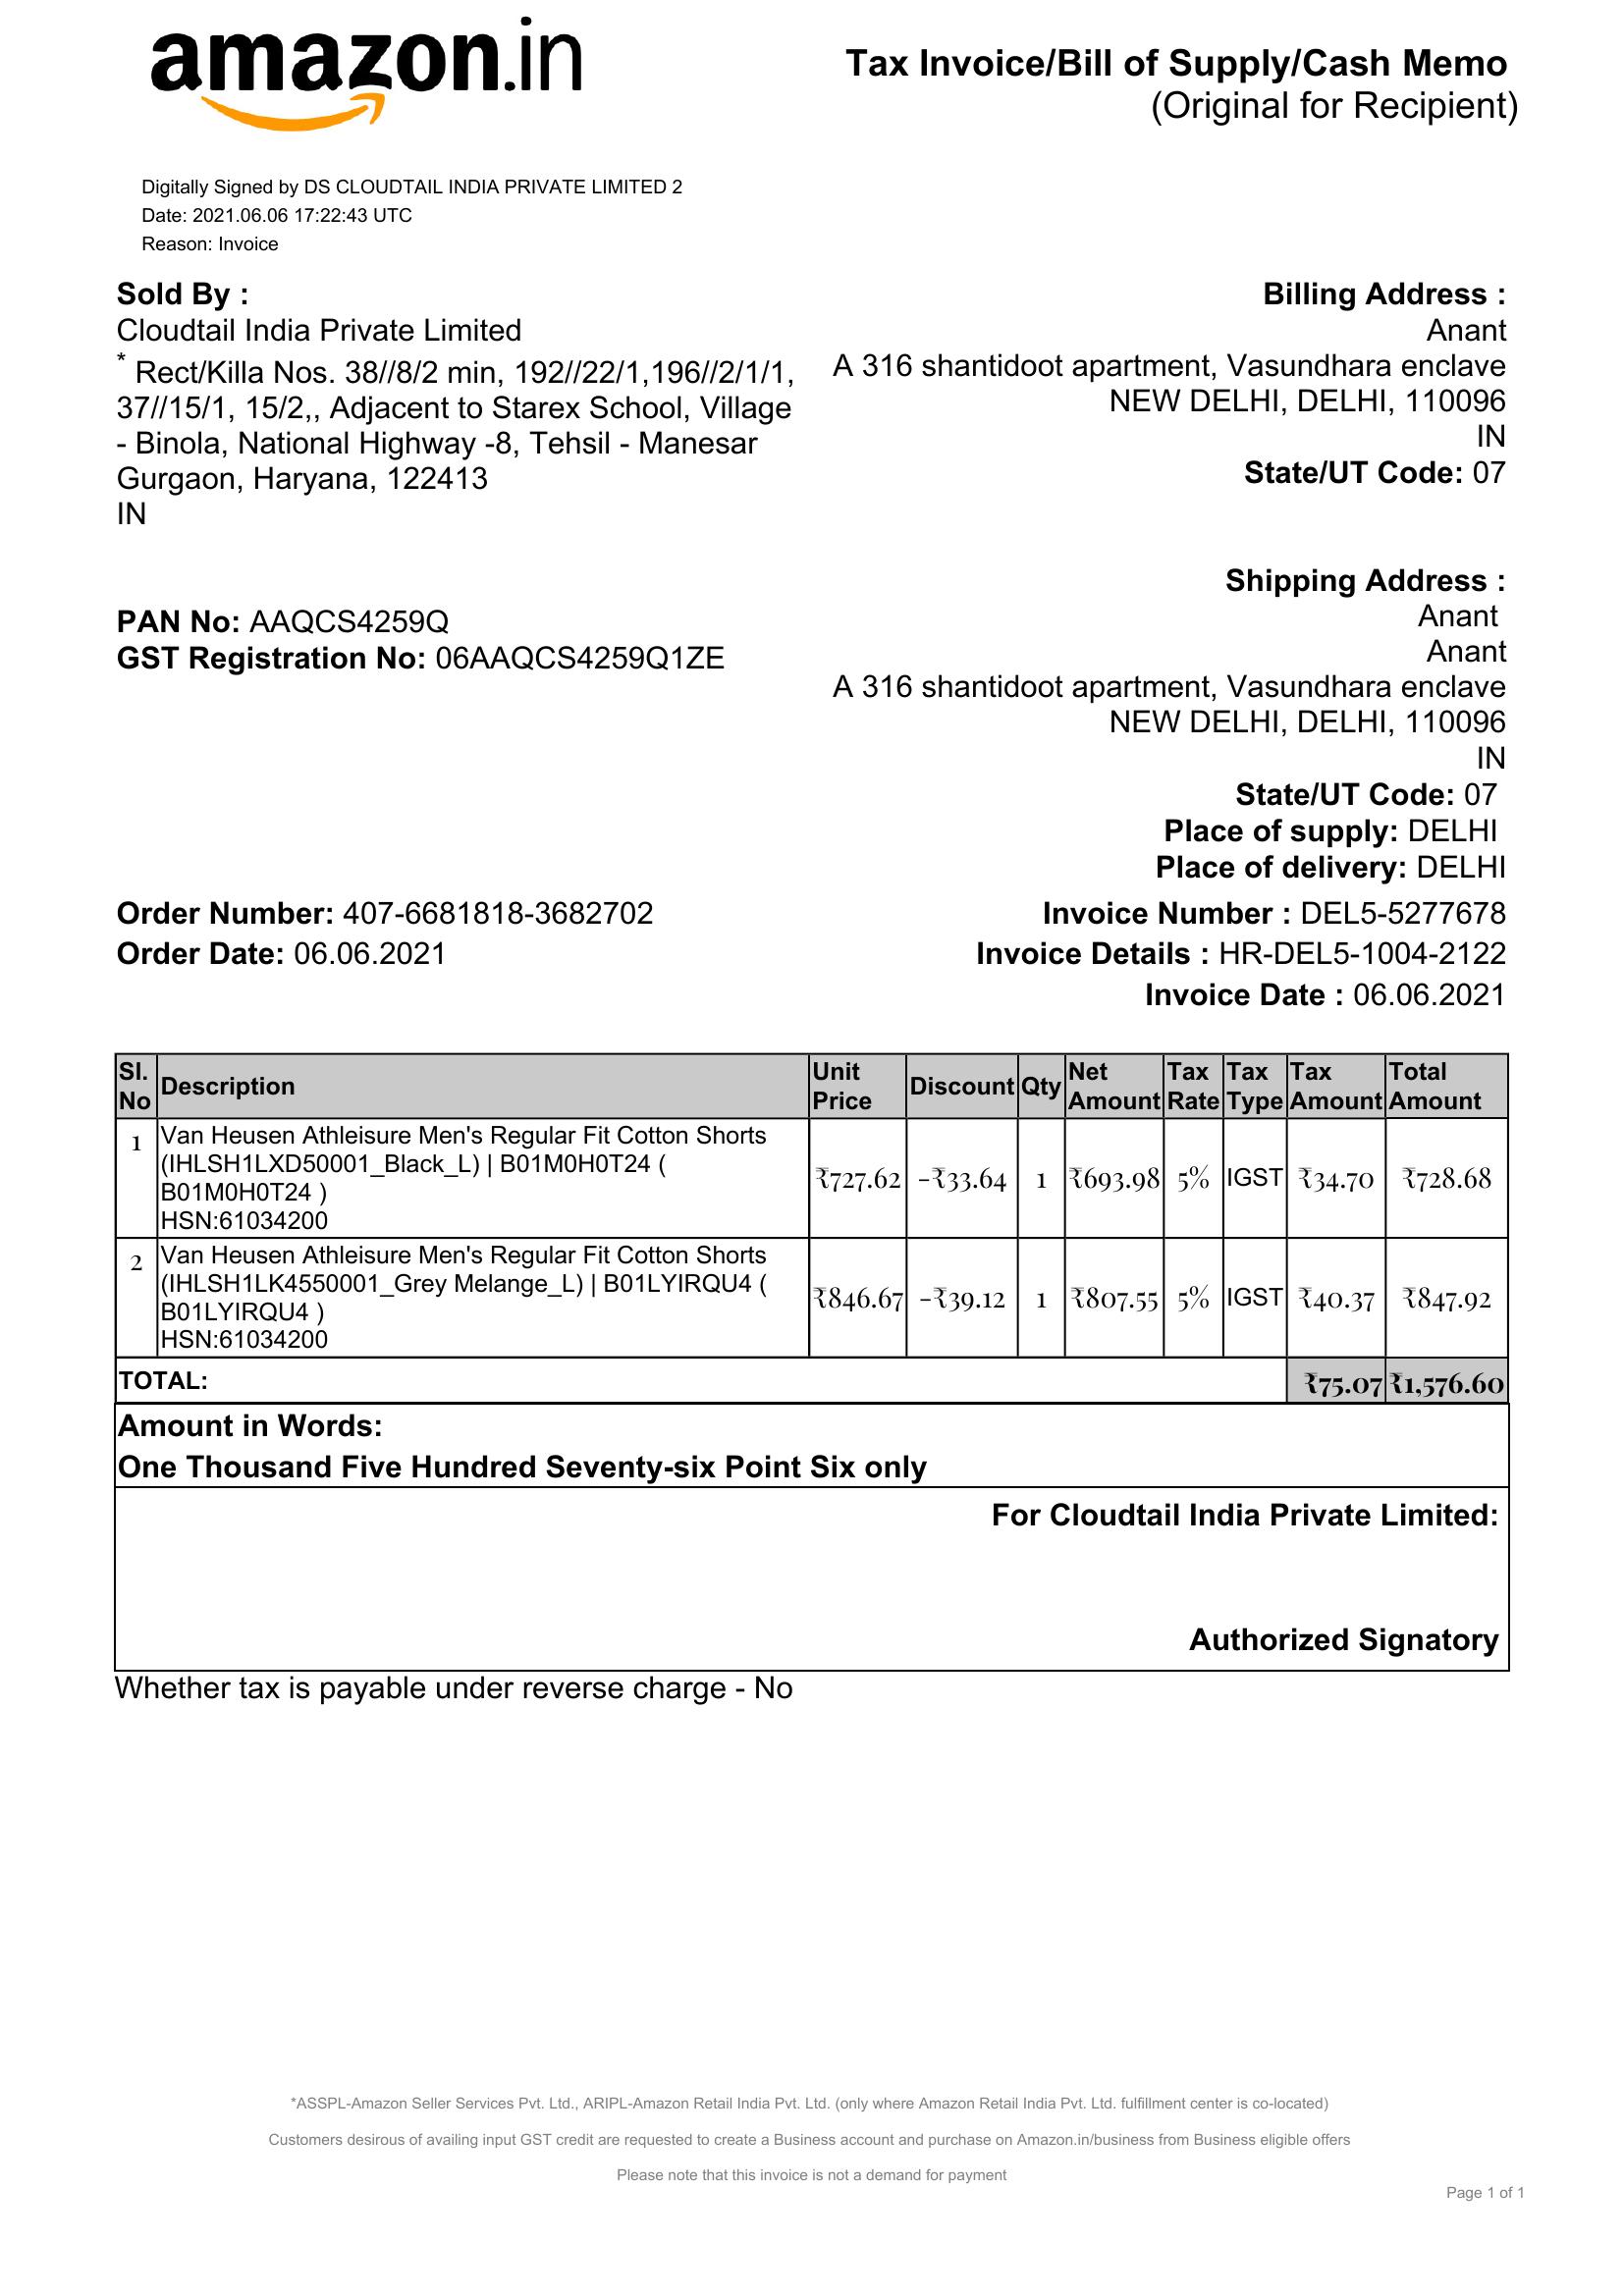 amazon.in
Tax Invoice/Bill of Supply/Cash Memo
(Original for Recipient)
Digitally Signed by DS CLOUDTAIL INDIA PRIVATE LIMITED 2
Date: 2021.06.06 17:22:43 UTC
Reason: Invoice
Sold By :
Cloudtail India Private Limited
* Rect/Killa Nos. 38//8/2 min, 192//22/1,196//2/1/1,
37//15/1, 15/2,, Adjacent to Starex School, Village
- Binola, National Highway -8, Tehsil - Manesar
Gurgaon, Haryana, 122413
IN
Billing Address :
Anant
A 316 shantidoot apartment, Vasundhara enclave
NEW DELHI, DELHI, 110096
IN
State/UT Code: 07
PAN No: AAQCS4259Q
GST Registration No: 06AAQCS4259Q1ZE
Shipping Address :
Anant
Anant
A 316 shantidoot apartment, Vasundhara enclave
NEW DELHI, DELHI, 110096
IN
State/UT Code: 07
Place of supply: DELHI
Place of delivery: DELHI
Order Number: 407-6681818-3682702
Order Date: 06.06.2021
Invoice Number : DEL5-5277678
Invoice Details : HR-DEL5-1004-2122
Invoice Date : 06.06.2021
Sl. No Description Unit Price Discount Qty Net Amount Tax Rate Tax Type Tax Amount Total Amount
1 Van Heusen Athleisure Men's Regular Fit Cotton Shorts
(IHLSH1LXD50001_Black_L) | B01M0H0T24 (
B01M0H0T24 )
HSN:61034200
₹727.62 -₹33.64 1 ₹693.98 5% IGST ₹34.70 ₹728.68
2 Van Heusen Athleisure Men's Regular Fit Cotton Shorts
(IHLSH1LK4550001_Grey Melange_L) | B01LYIRQU4 (
B01LYIRQU4 )
HSN:61034200
₹846.67 -₹39.12 1 ₹807.55 5% IGST ₹40.37 ₹847.92
TOTAL: ₹75.07 ₹1,576.60
Amount in Words:
One Thousand Five Hundred Seventy-six Point Six only
For Cloudtail India Private Limited:
Authorized Signatory
Whether tax is payable under reverse charge - No
*ASSPL-Amazon Seller Services Pvt. Ltd., ARIPL-Amazon Retail India Pvt. Ltd. (only where Amazon Retail India Pvt. Ltd. fulfillment center is co-located)
Customers desirous of availing input GST credit are requested to create a Business account and purchase on Amazon.in/business from Business eligible offers
Please note that this invoice is not a demand for payment
Page 1 of 1